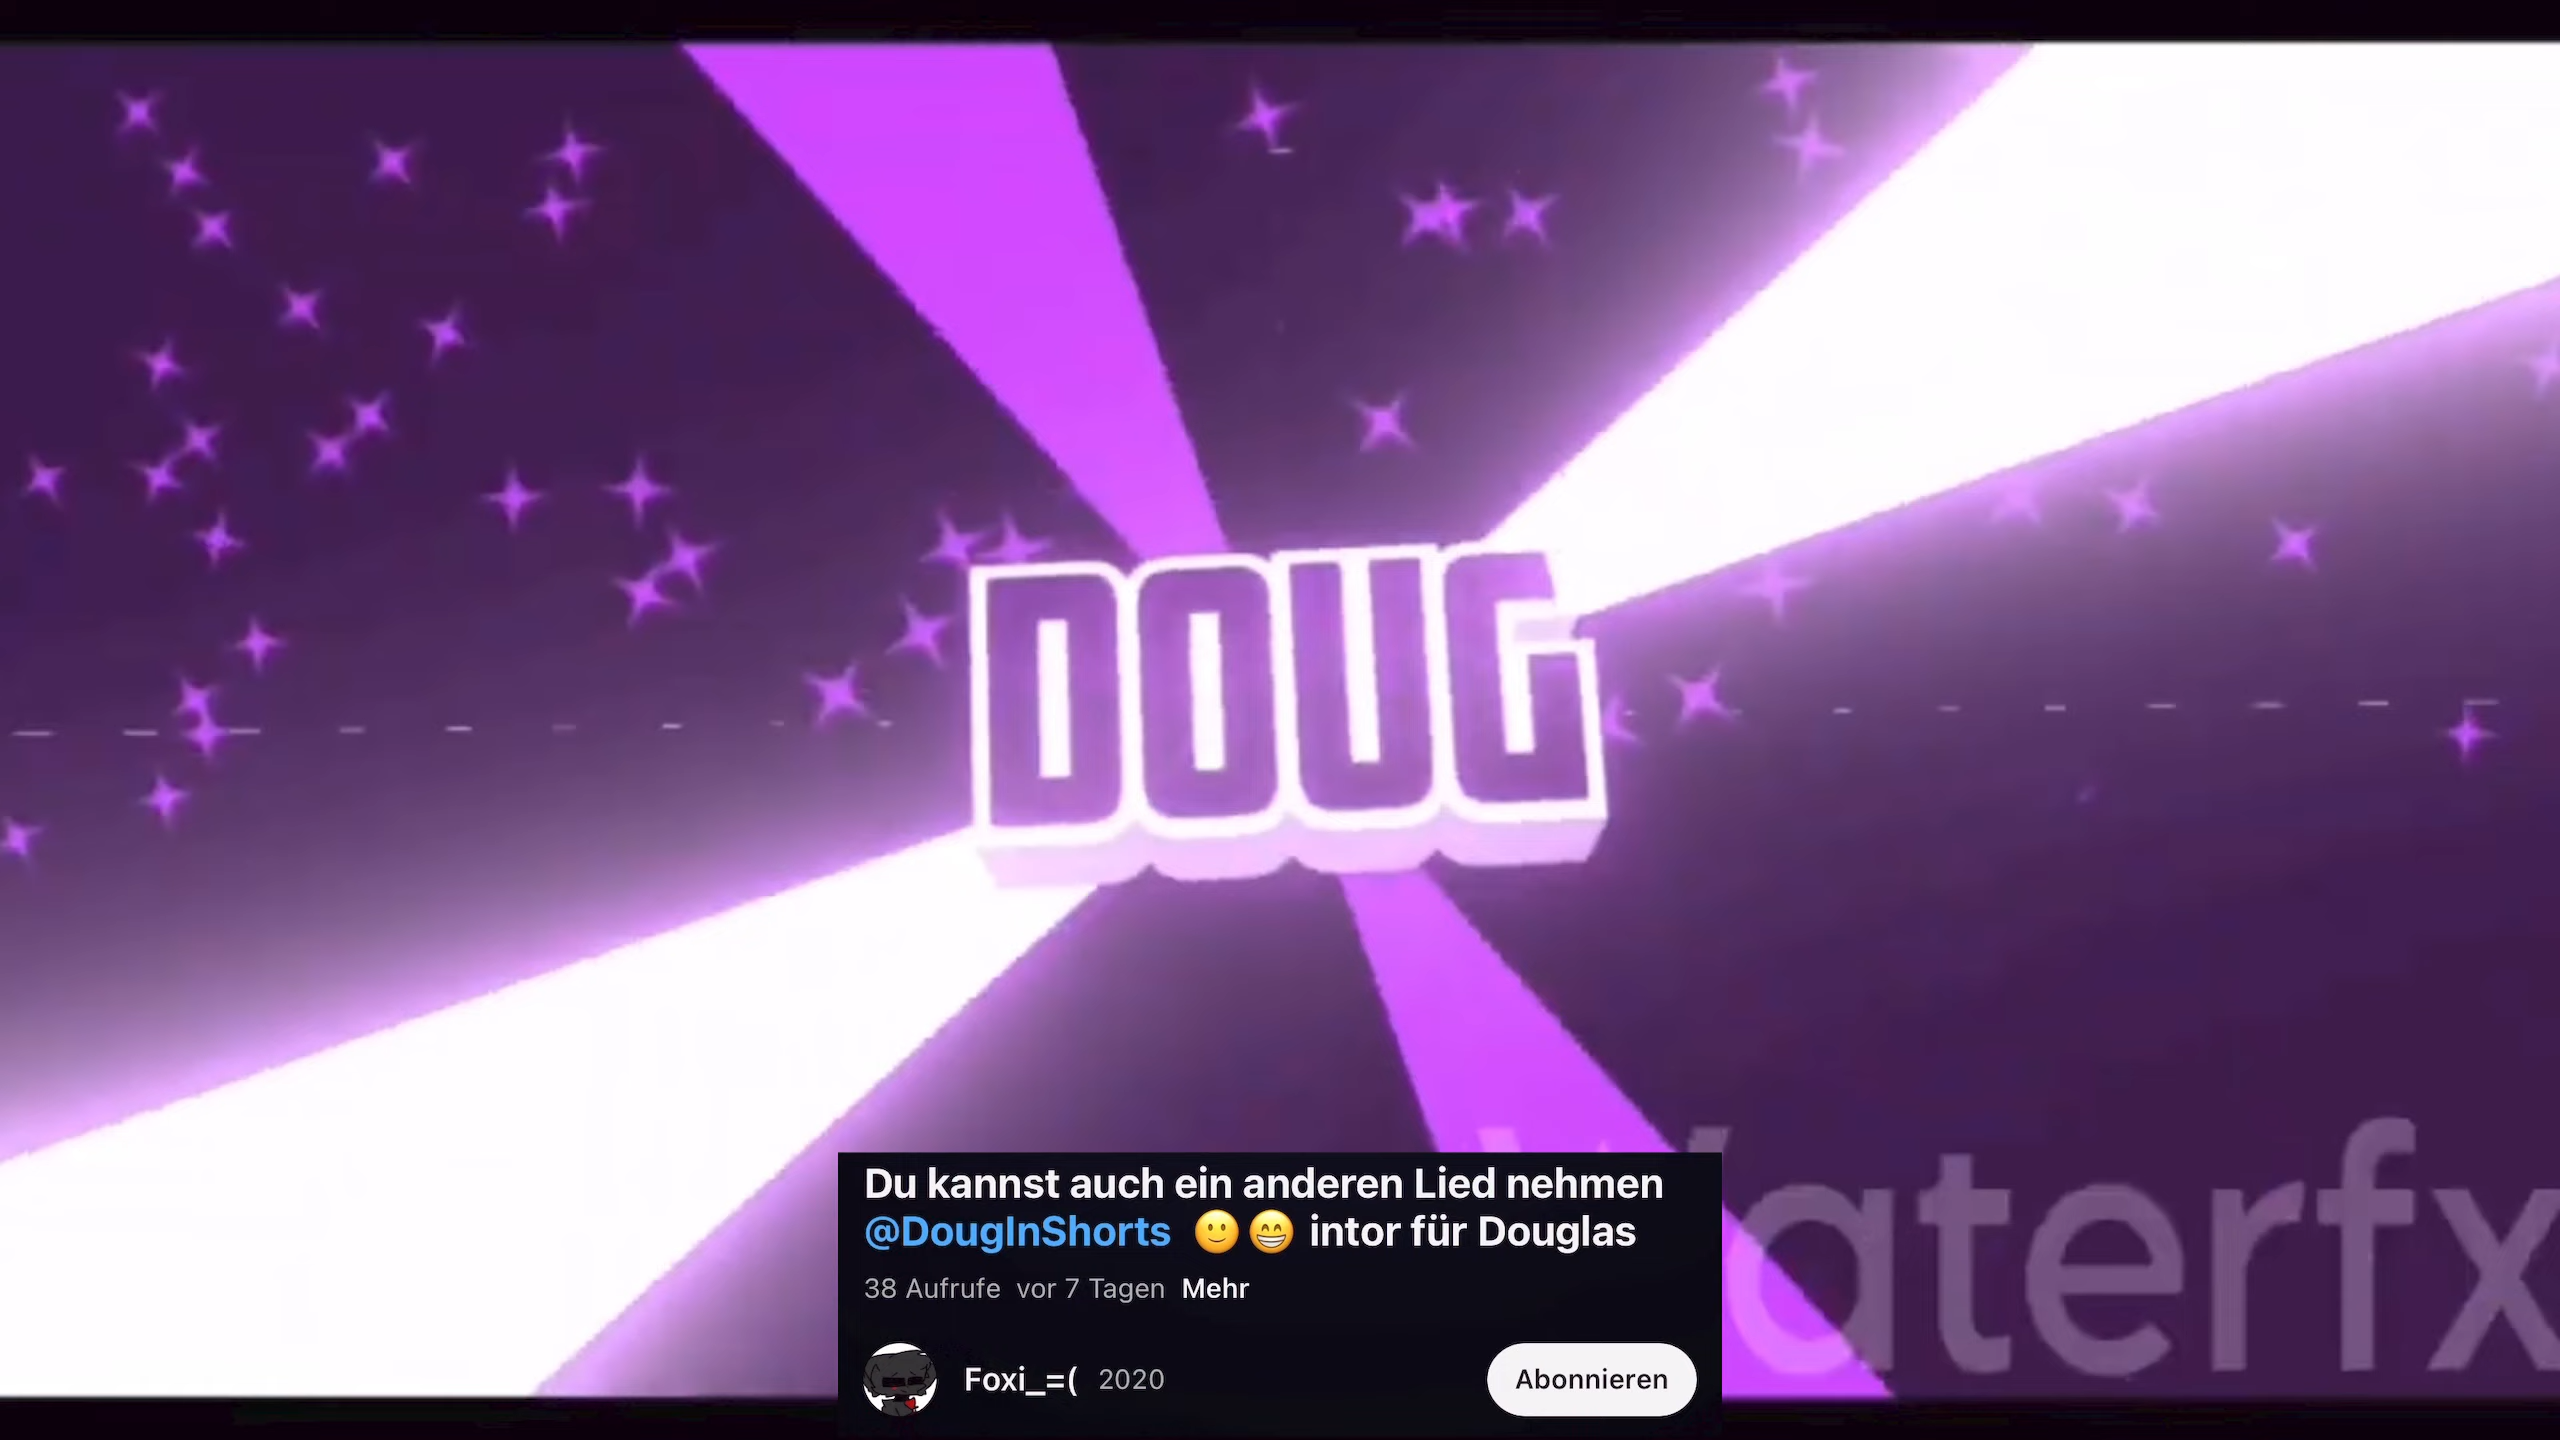 DOUG
Waterfx
Du kannst auch ein anderen Lied nehmen
@DougInShorts 🙂😁 intor für Douglas
38 Aufrufe vor 7 Tagen Mehr
Foxi_=( 2020
Abonnieren